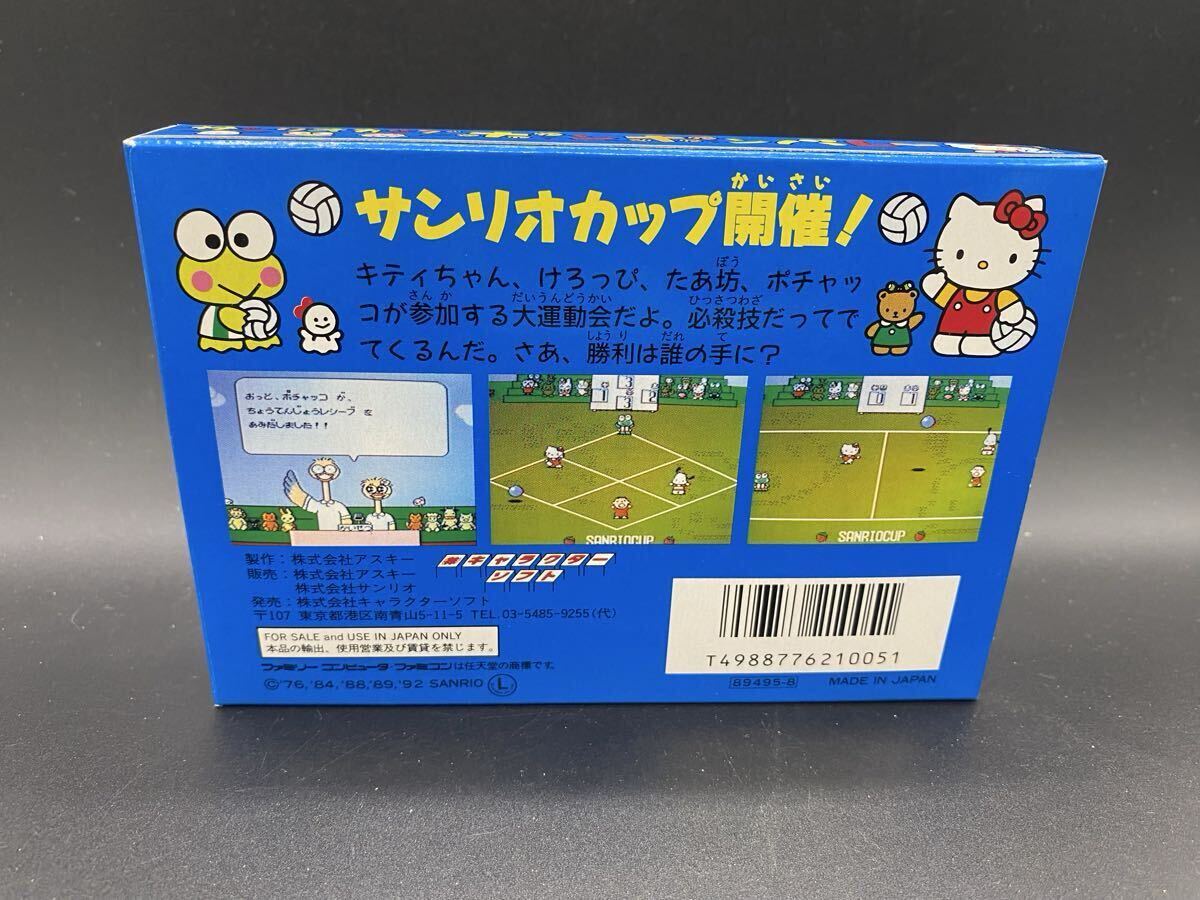 サンリオカップ開催!
かいさい
キティちゃん、けろっぴ、たあ坊、ポチャッ
ぼう
コが参加する大運動会だよ。必殺技だってで
さんか だいうんどうかい ひっさつわざ
てくるんだ。さあ、勝利は誰の手に?
しょうり だれ て
おっと、ポチャッコ が、
ちょうてんじょうレシーブ を
あみだしました!!
かいせつ
3
1 3 2
SANRIOCUP
0 1
SANRIOCUP
製作:株式会社アスキー
販売:株式会社アスキー
株式会社サンリオ
発売:株式会社キャラクターソフト
〒107 東京都港区南青山5-11-5 TEL.03-5485-9255(代)
キャラクター
ソフト
FOR SALE and USE IN JAPAN ONLY
本品の輸出、使用営業及び賃貸を禁じます。
ファミリーコンピュータ・ファミコンは任天堂の商標です。
©'76,'84,'88,'89,'92 SANRIO Ⓛ
T4988776210051
89495-8 MADE IN JAPAN